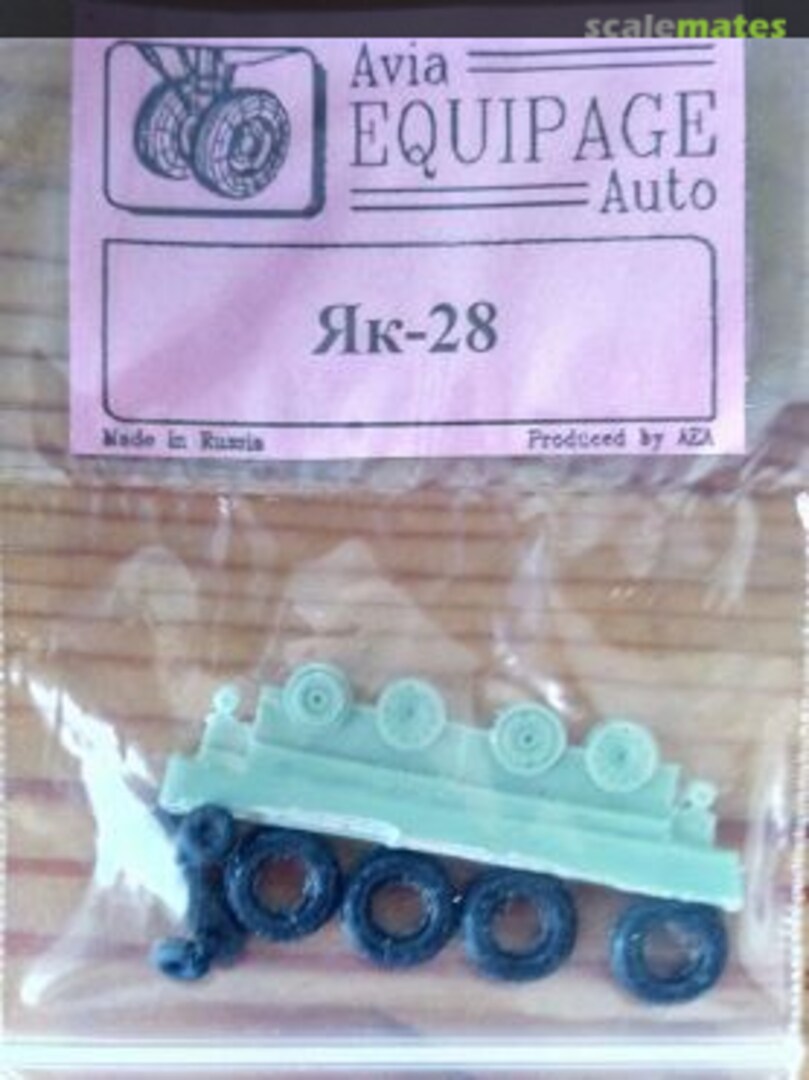 scalemates
Avia
EQUIPAGE
Auto
Як-28
Made in Russia
Produced by AZA